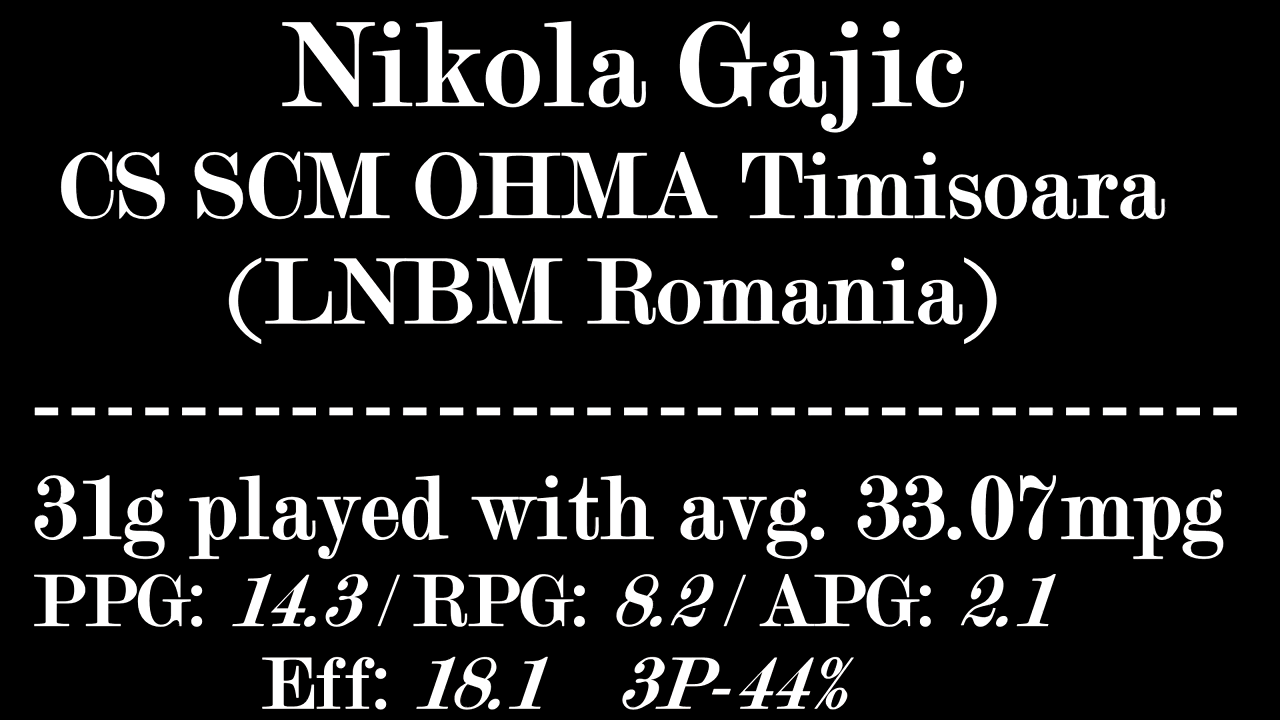 Nikola Gajic
CS SCM OHMA Timisoara
(LNBM Romania)
---------------------------------
31g played with avg. 33.07mpg
PPG: 14.3 / RPG: 8.2 / APG: 2.1
Eff: 18.1 3P-44%